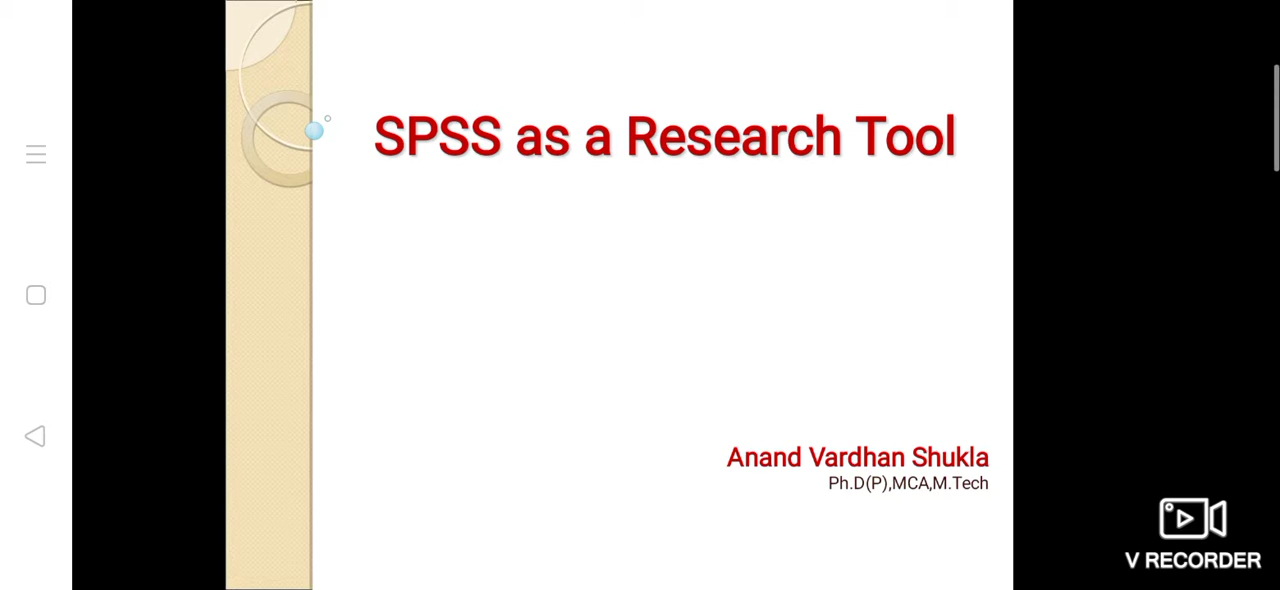 SPSS as a Research Tool
Anand Vardhan Shukla
Ph.D(P),MCA,M.Tech
V RECORDER